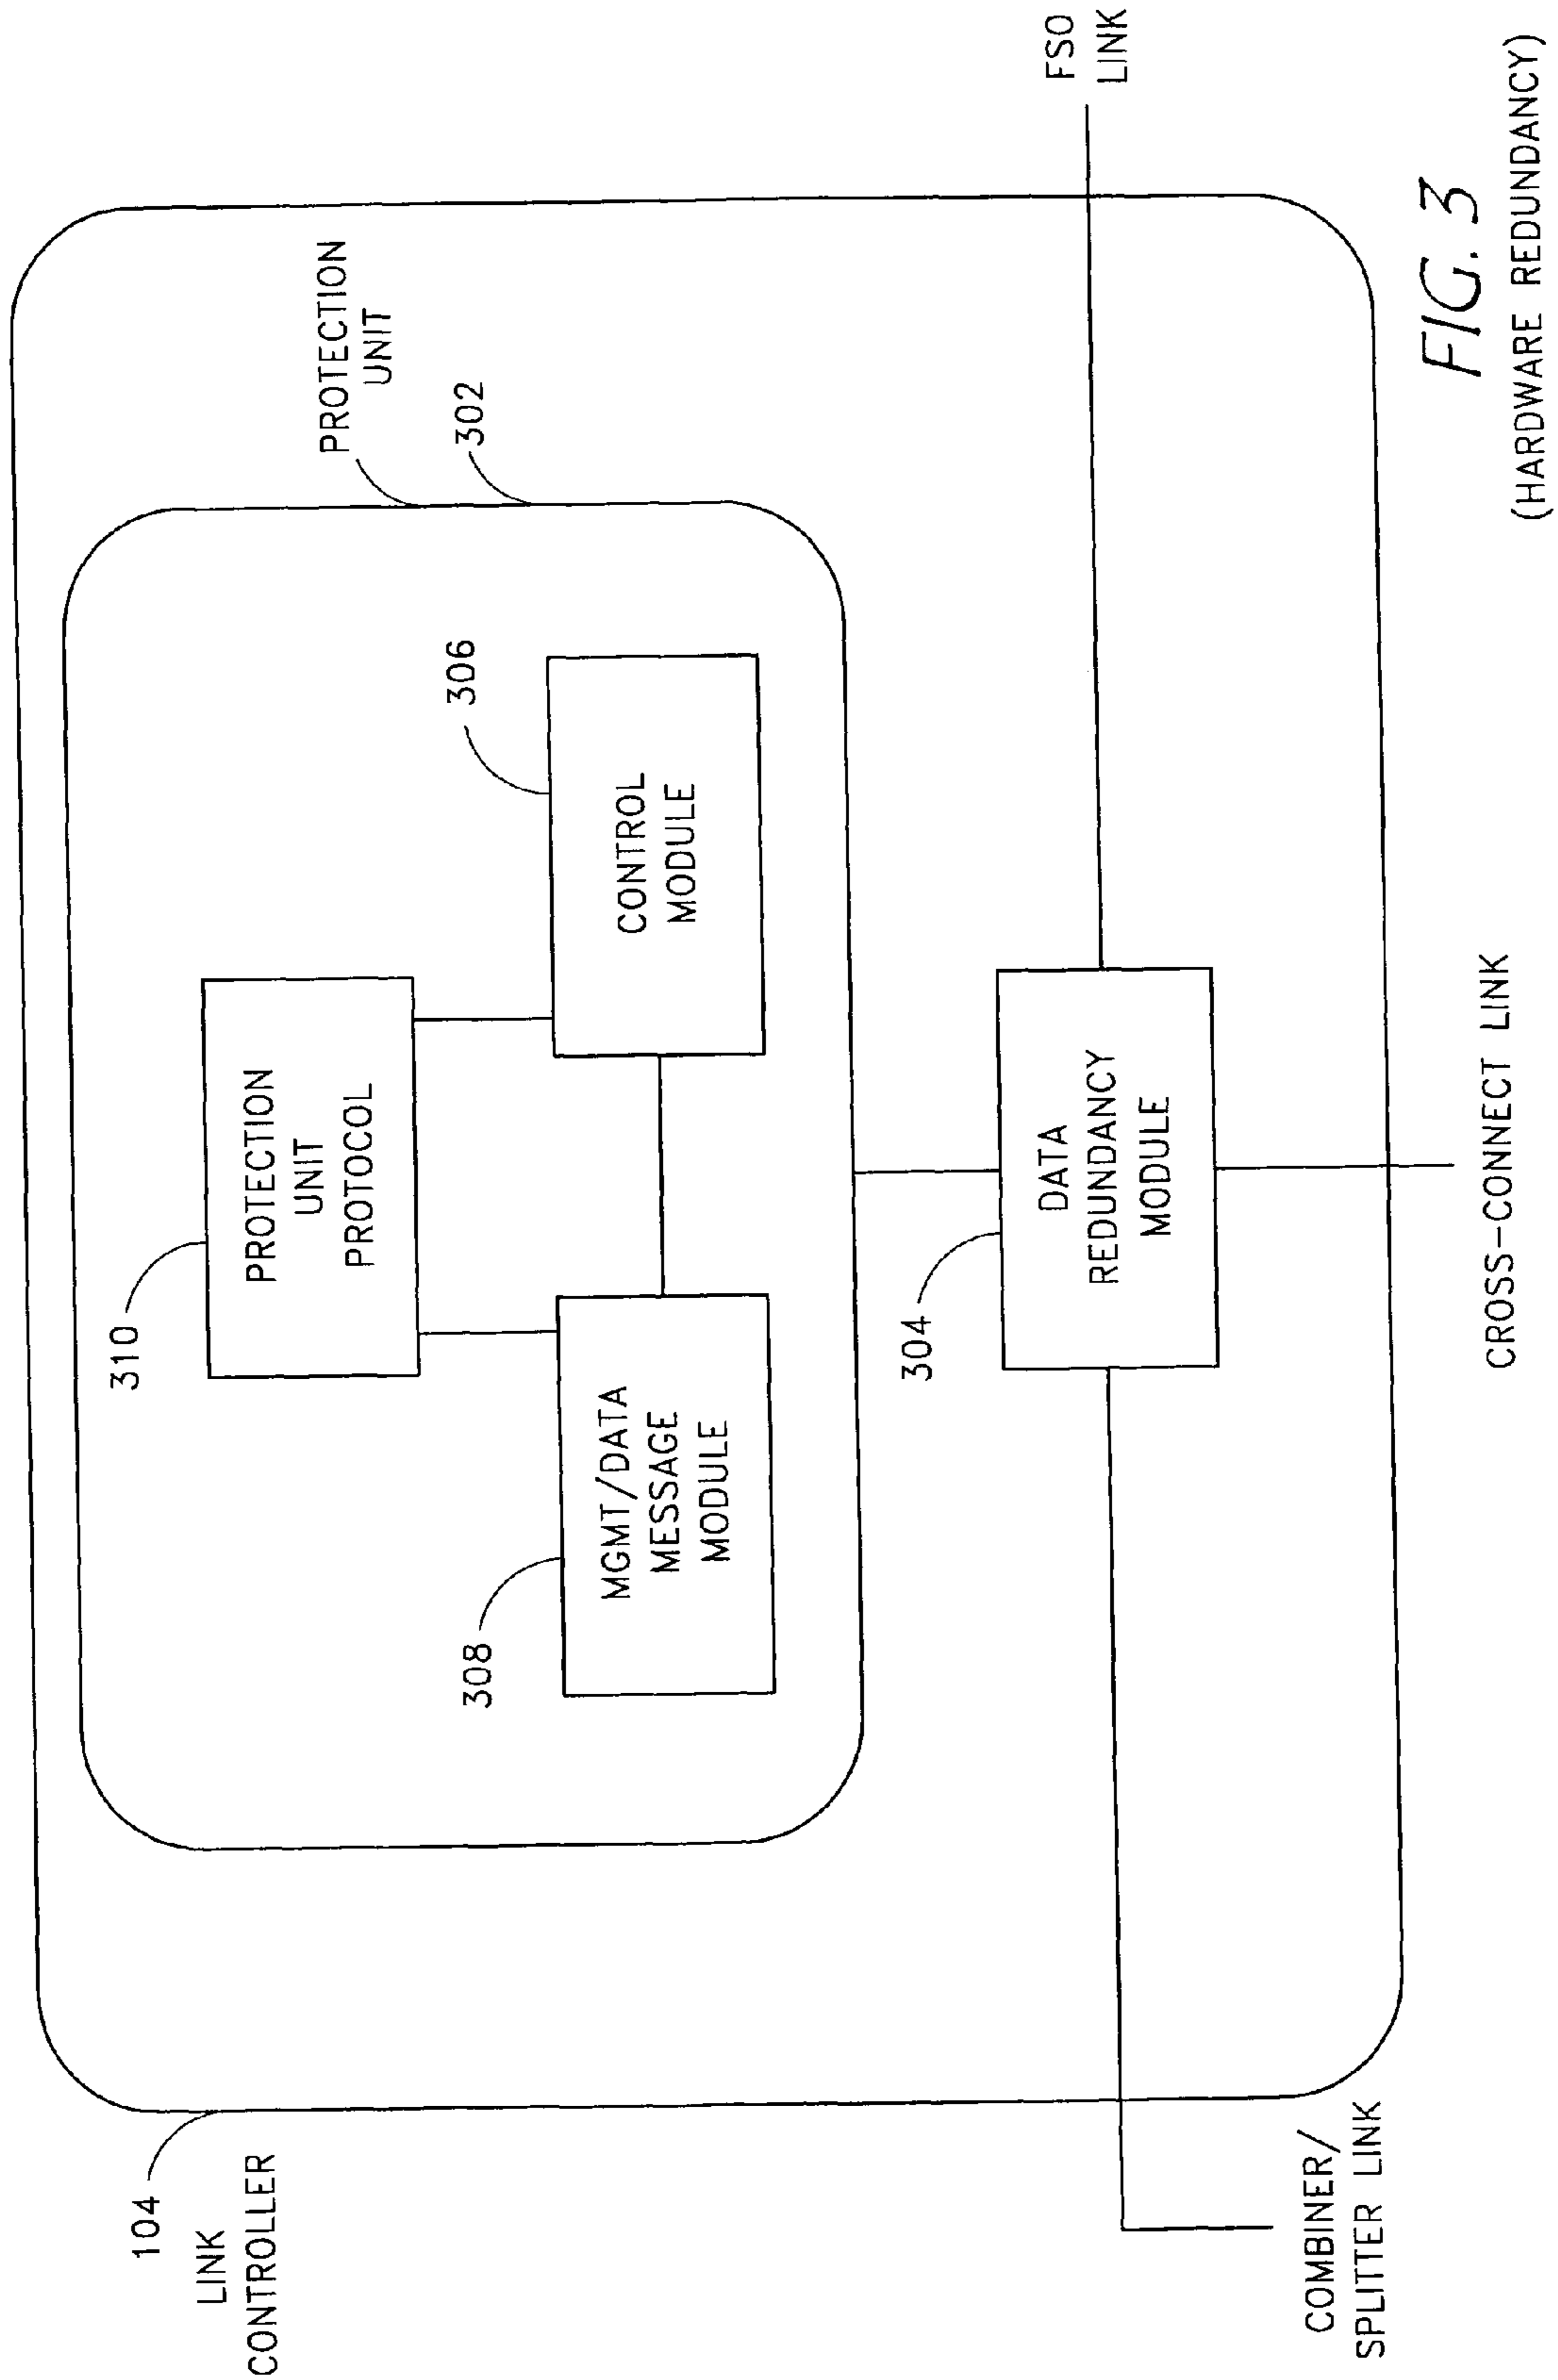 104
LINK
CONTROLLER
PROTECTION
UNIT
302
310
PROTECTION
UNIT
PROTOCOL
308
MGMT/DATA
MESSAGE
MODULE
306
CONTROL
MODULE
304
DATA
REDUNDANCY
MODULE
FSO
LINK
COMBINER/
SPLITTER LINK
CROSS-CONNECT LINK
FIG. 3
(HARDWARE REDUNDANCY)